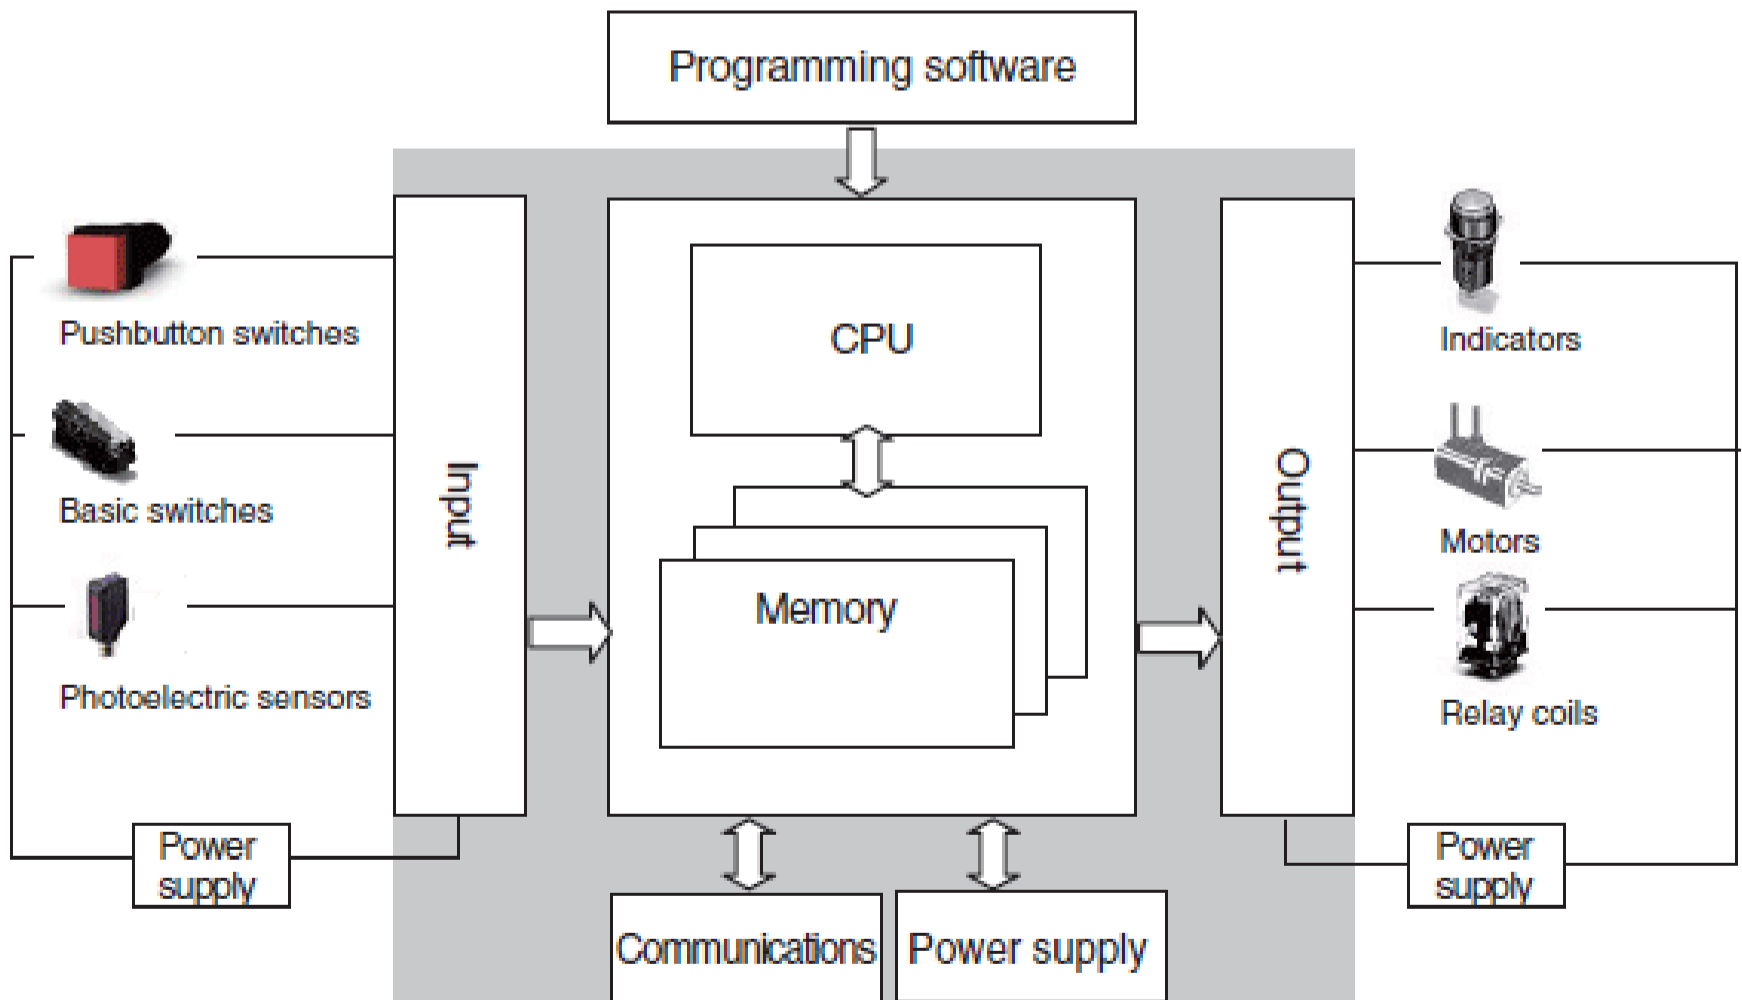 Programming software
Pushbutton switches
Basic switches
Photoelectric sensors
Power
supply
Input
CPU
Memory
Communications
Power supply
Output
Indicators
Motors
Relay coils
Power
supply